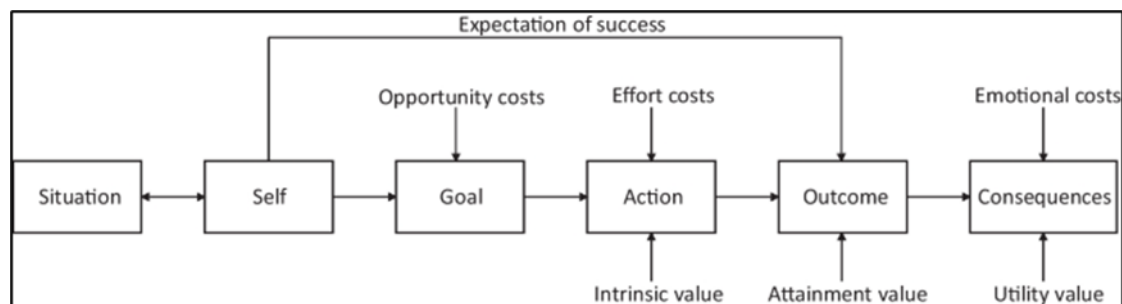 Expectation of success
Opportunity costs
Effort costs
Emotional costs
Situation
Self
Goal
Action
Outcome
Consequences
Intrinsic value
Attainment value
Utility value